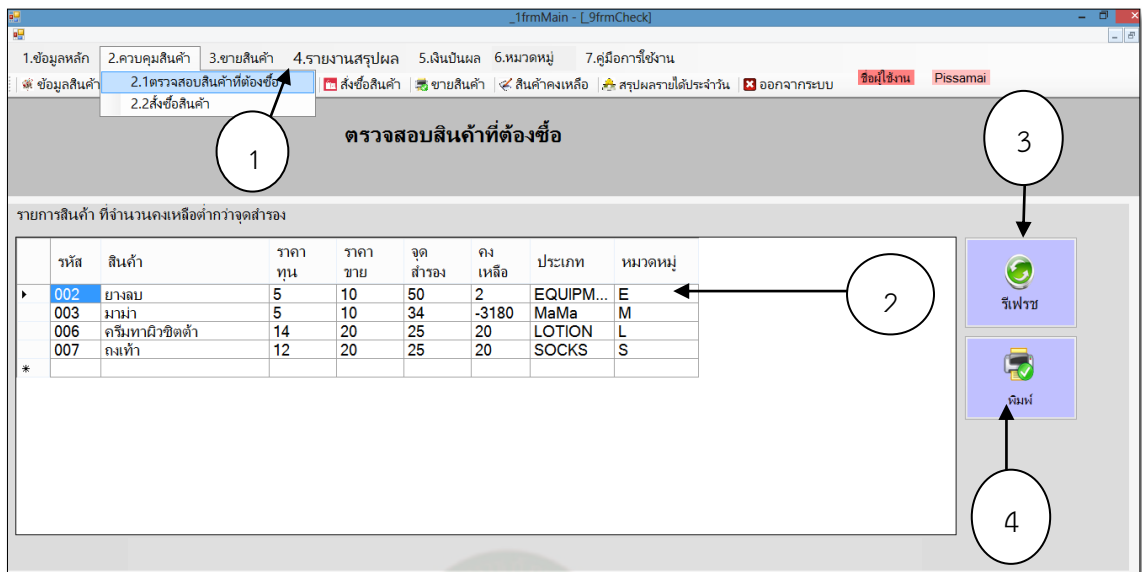 _1frmMain - [_9frmCheck]
1.ข้อมูลหลัก 2.ควบคุมสินค้า 3.ขายสินค้า 4.รายงานสรุปผล 5.เงินปันผล 6.หมวดหมู่ 7.คู่มือการใช้งาน
ข้อมูลสินค้า 2.1ตรวจสอบสินค้าที่ต้องซื้อ สั่งซื้อสินค้า ขายสินค้า สินค้าคงเหลือ สรุปผลรายได้ประจำวัน ออกจากระบบ ชื่อผู้ใช้งาน Pissamai
2.2สั่งซื้อสินค้า
ตรวจสอบสินค้าที่ต้องซื้อ
1
3
รายการสินค้า ที่จำนวนคงเหลือต่ำกว่าจุดสำรอง
รหัส สินค้า ราคาทุน ราคาขาย จุดสำรอง คงเหลือ ประเภท หมวดหมู่
002 ยางลบ 5 10 50 2 EQUIPM... E
003 มาม่า 5 10 34 -3180 MaMa M
006 ครีมทาผิวซิตต้า 14 20 25 20 LOTION L
007 ถงเท้า 12 20 25 20 SOCKS S
2
รีเฟรช
พิมพ์
4